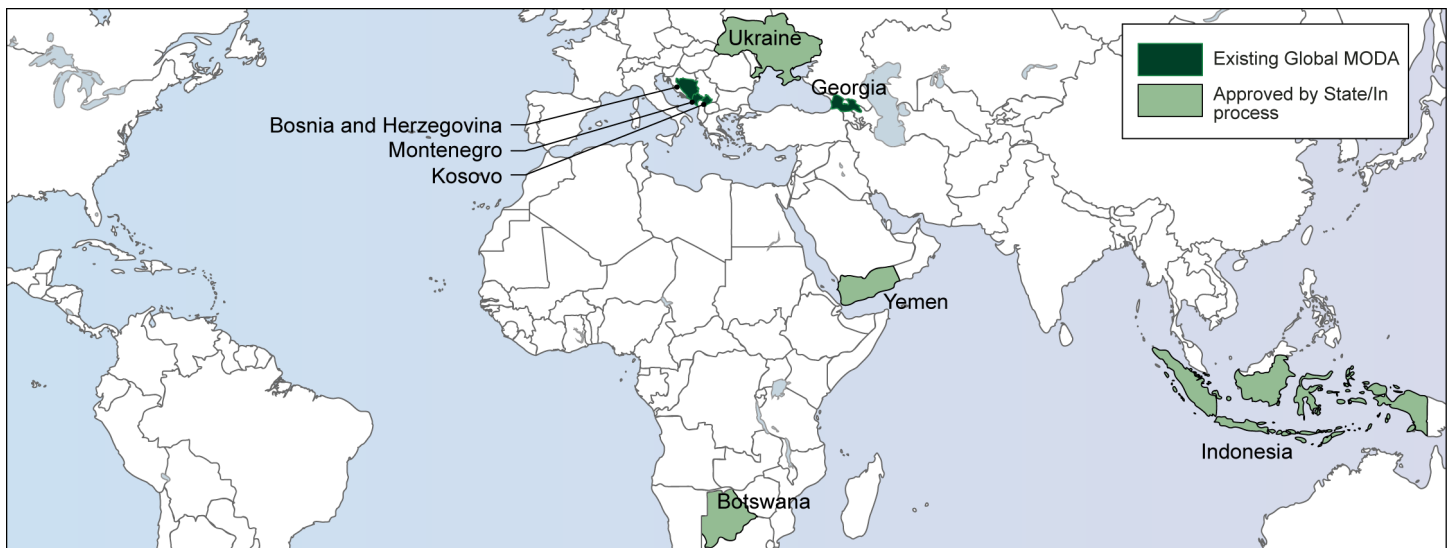 Ukraine
Existing Global MODA
Georgia
Approved by State/In
process
Bosnia and Herzegovina
Montenegro
Kosovo
Yemen
Indonesia
Botswana